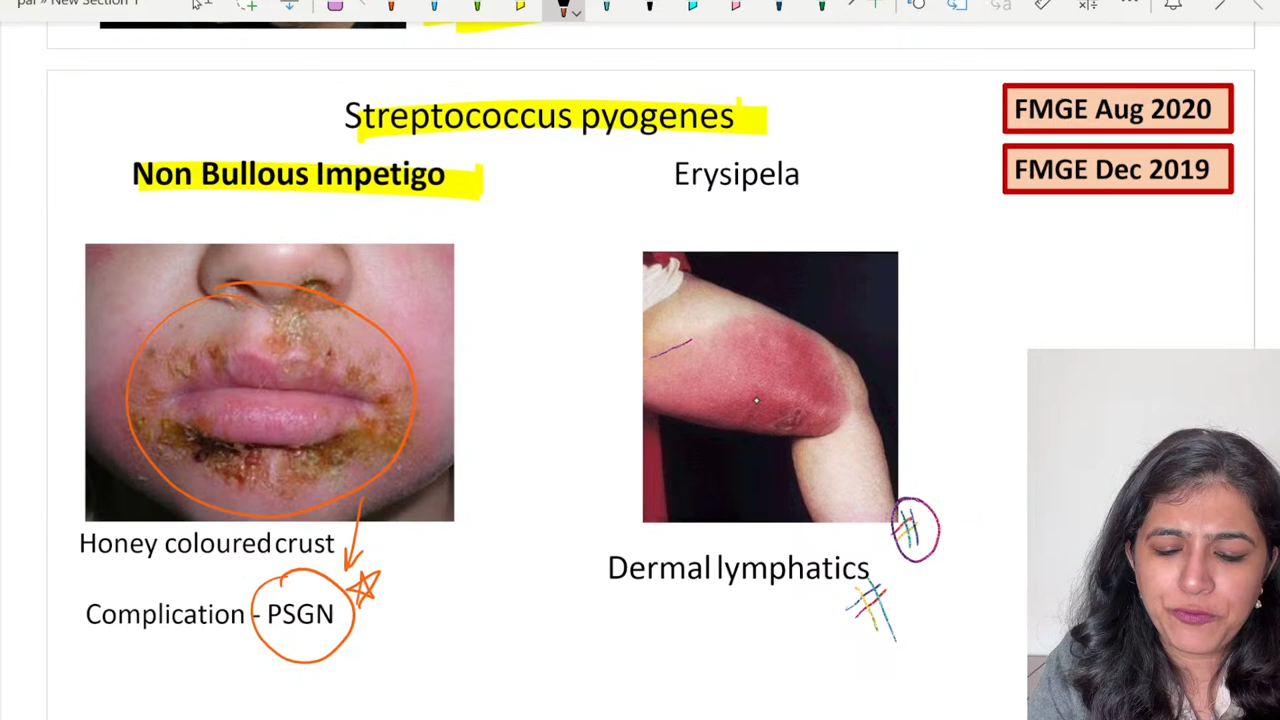 par » New Section 1
Streptococcus pyogenes
FMGE Aug 2020
Non Bullous Impetigo
Erysipela
FMGE Dec 2019
Honey coloured crust
Dermal lymphatics
Complication - PSGN